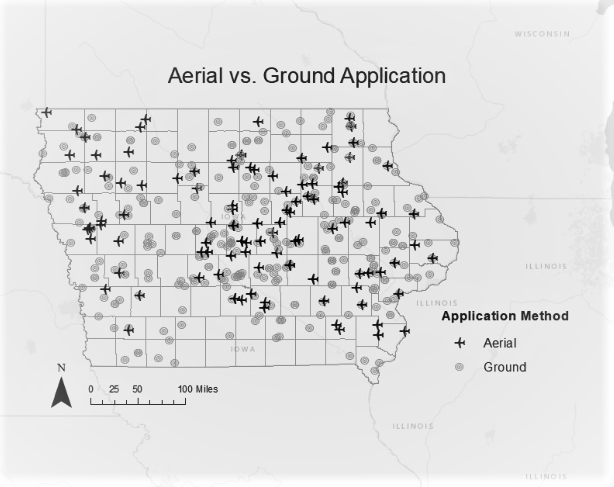 WISCONSIN
Aerial vs. Ground Application
IOWA
ILLINOIS
ILLINOIS
Application Method
Aerial
Ground
IOWA
N
0 25 50 100 Miles
ILLINOIS
ILLINOIS